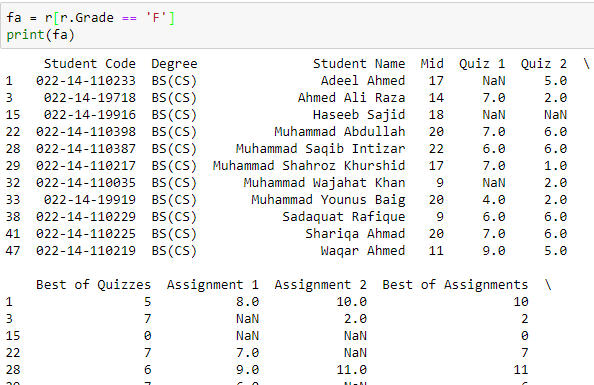 fa = r[r.Grade == 'F']
print(fa)
Student Code Degree Student Name Mid Quiz 1 Quiz 2 \
1 022-14-110233 BS(CS) Adeel Ahmed 17 NaN 5.0
3 022-14-19718 BS(CS) Ahmed Ali Raza 14 7.0 2.0
15 022-14-19916 BS(CS) Haseeb Sajid 18 NaN NaN
22 022-14-110398 BS(CS) Muhammad Abdullah 20 7.0 6.0
28 022-14-110387 BS(CS) Muhammad Saqib Intizar 22 6.0 6.0
29 022-14-110217 BS(CS) Muhammad Shahroz Khurshid 17 7.0 1.0
32 022-14-110035 BS(CS) Muhammad Wajahat Khan 9 NaN 2.0
33 022-14-19919 BS(CS) Muhammad Younus Baig 20 4.0 2.0
38 022-14-110229 BS(CS) Sadaquat Rafique 9 6.0 6.0
41 022-14-110225 BS(CS) Shariqa Ahmad 20 7.0 6.0
47 022-14-110219 BS(CS) Waqar Ahmed 11 9.0 5.0
Best of Quizzes Assignment 1 Assignment 2 Best of Assignments \
1 5 8.0 10.0 10
3 7 NaN 2.0 2
15 0 NaN NaN 0
22 7 7.0 NaN 7
28 6 9.0 11.0 11